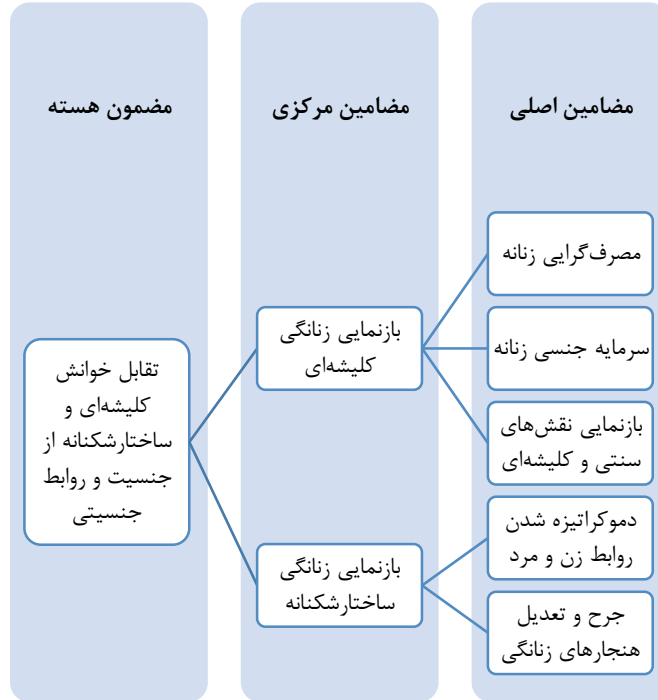 مضامین اصلی
مضامین مرکزی
مضمون هسته
مصرف‌گرایی زنانه
سرمایه جنسی زنانه
بازنمایی نقش‌های
سنتی و کلیشه‌ای
دموکراتیزه شدن
روابط زن و مرد
جرح و تعدیل
هنجارهای زنانگی
بازنمایی زنانگی
کلیشه‌ای
بازنمایی زنانگی
ساختارشکنانه
تقابل خوانش
کلیشه‌ای و
ساختارشکنانه از
جنسیت و روابط
جنسیتی